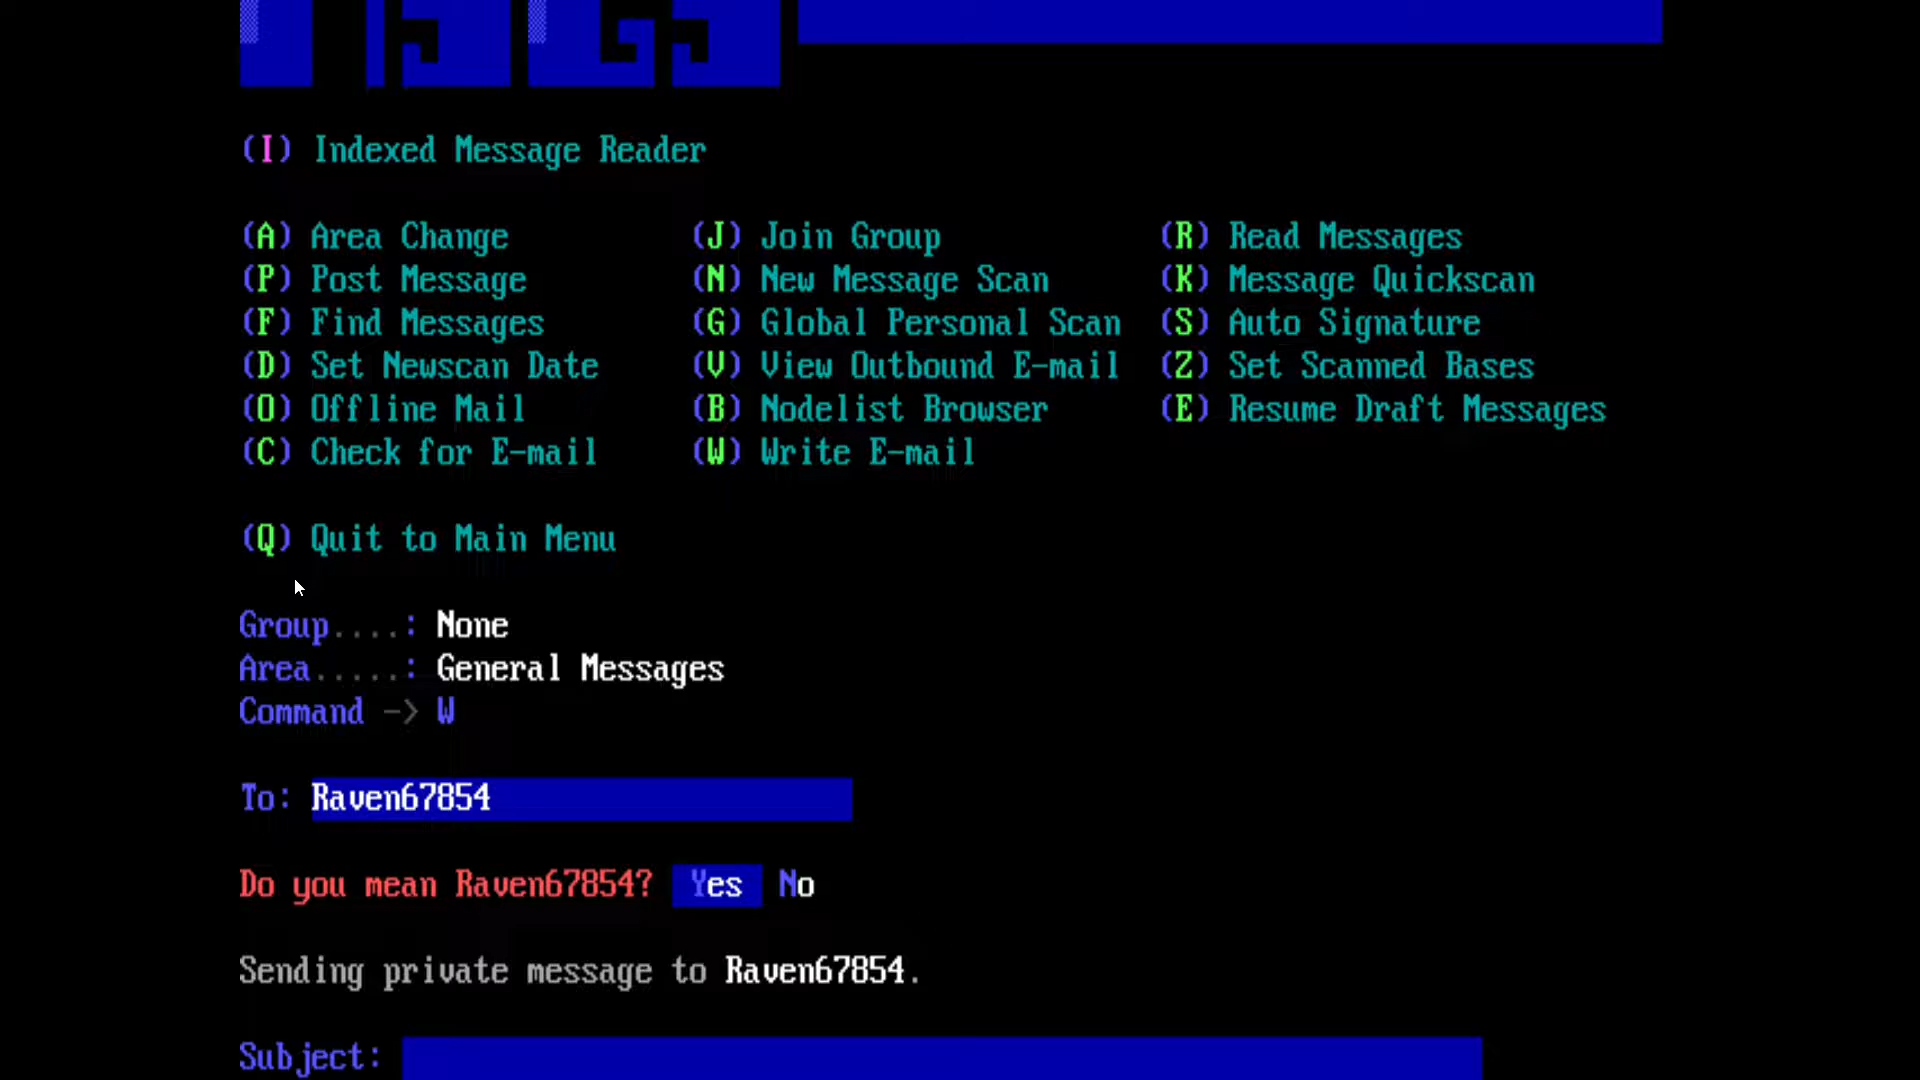 (I) Indexed Message Reader
(A) Area Change (J) Join Group (R) Read Messages
(P) Post Message (N) New Message Scan (K) Message Quickscan
(F) Find Messages (G) Global Personal Scan (S) Auto Signature
(D) Set Newscan Date (V) View Outbound E-mail (Z) Set Scanned Bases
(O) Offline Mail (B) Nodelist Browser (E) Resume Draft Messages
(C) Check for E-mail (W) Write E-mail
(Q) Quit to Main Menu
Group....: None
Area.....: General Messages
Command -> W
To: Raven67854
Do you mean Raven67854? Yes No
Sending private message to Raven67854.
Subject: